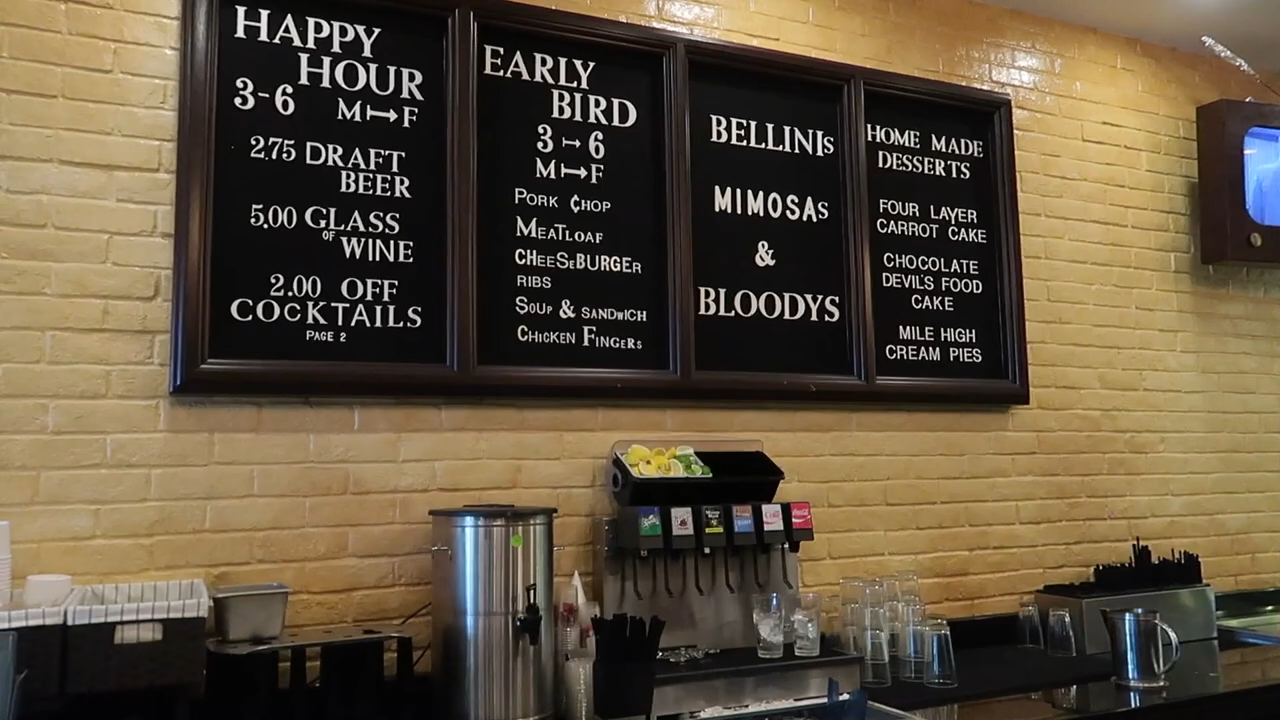 HAPPY
HOUR
3-6 M↦F
2.75 DRAFT
BEER
5.00 GLASS
OF WINE
2.00 OFF
COCKTAILS
PAGE 2
EARLY
BIRD
3↦6
M↦F
PORK ¢HOP
MEATLOAF
CHEESEBURGER
RIBS
SOUP & SANDWICH
CHICKEN FINGERS
BELLINIS
MIMOSAS
&
BLOODYS
HOME MADE
DESSERTS
FOUR LAYER
CARROT CAKE
CHOCOLATE
DEVIL'S FOOD
CAKE
MILE HIGH
CREAM PIES